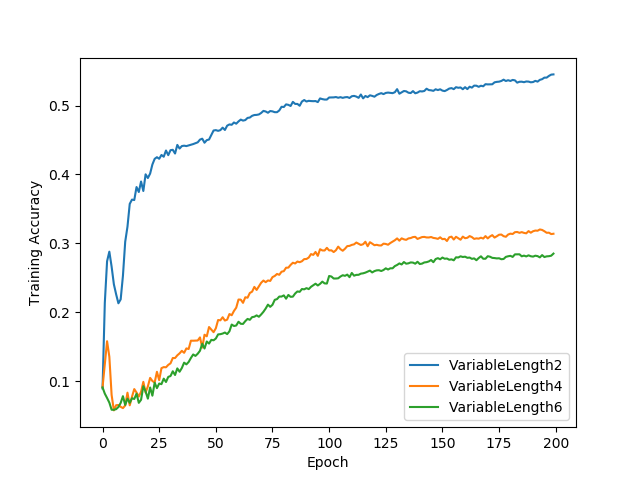 0.5
0.4
0.3
0.2
0.1
Training Accuracy
0 25 50 75 100 125 150 175 200
Epoch
VariableLength2
VariableLength4
VariableLength6